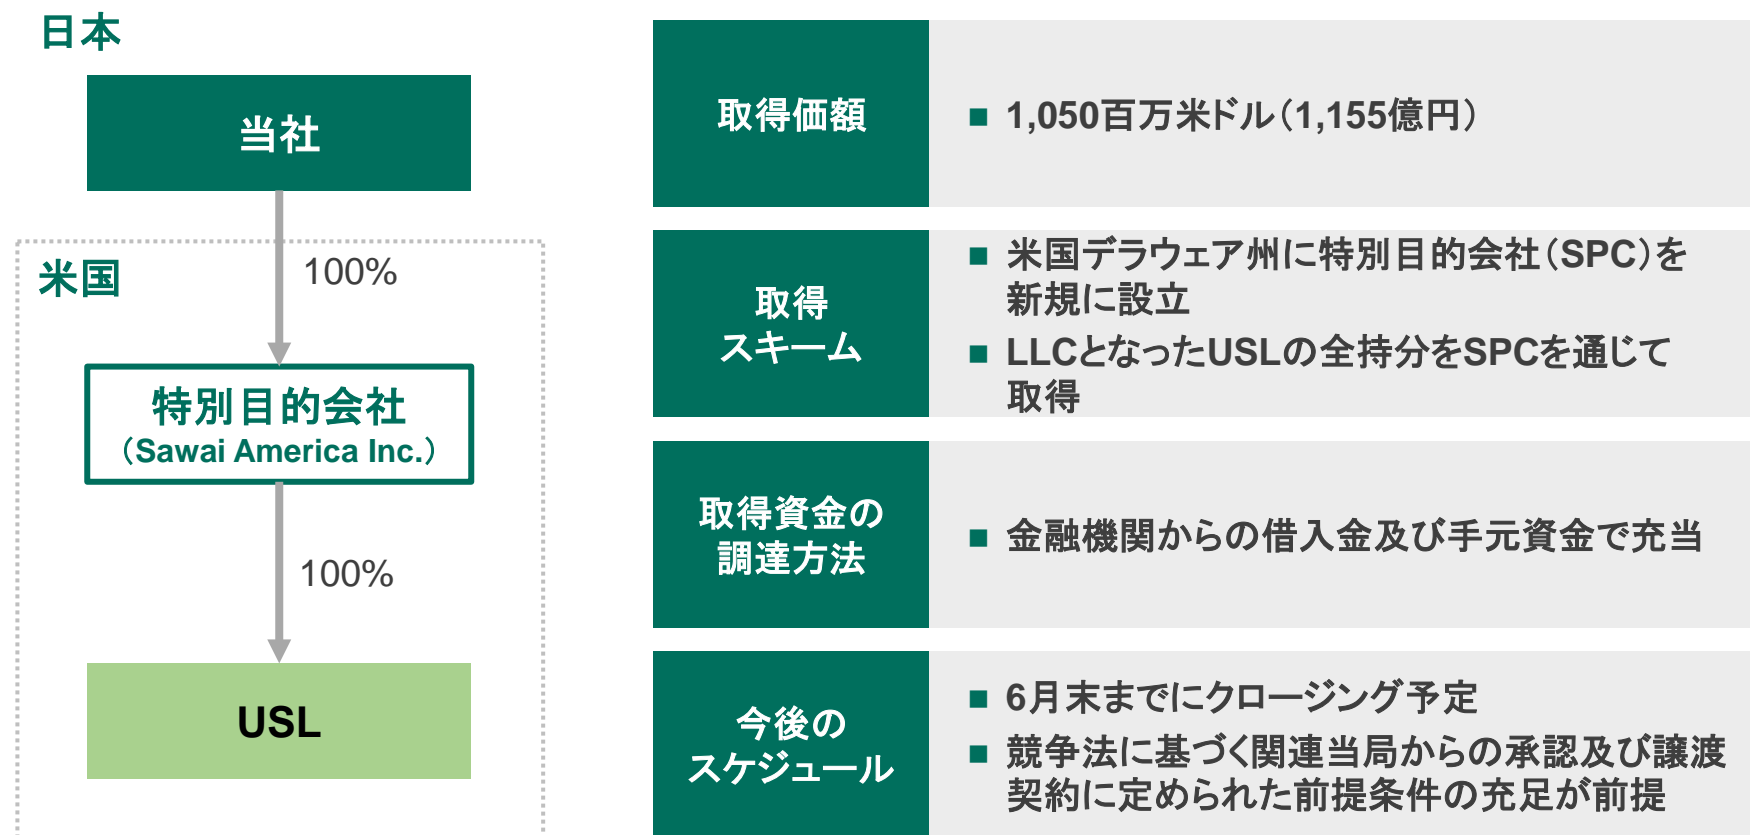 日本
当社
100%
米国
特別目的会社
（Sawai America Inc.）
100%
USL
取得価額
■ 1,050百万米ドル（1,155億円）
取得
スキーム
■ 米国デラウェア州に特別目的会社（SPC）を
新規に設立
■ LLCとなったUSLの全持分をSPCを通じて
取得
取得資金の
調達方法
■ 金融機関からの借入金及び手元資金で充当
今後の
スケジュール
■ 6月末までにクロージング予定
■ 競争法に基づく関連当局からの承認及び譲渡
契約に定められた前提条件の充足が前提